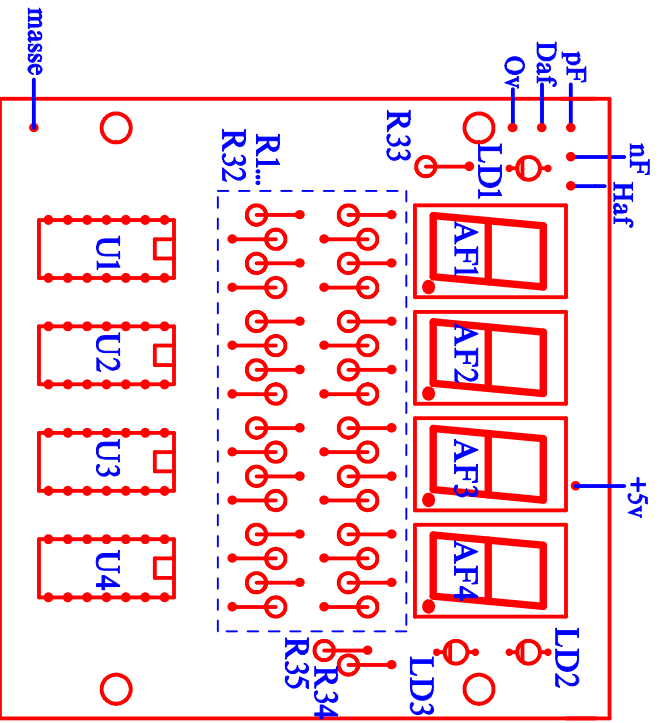 masse
Ov
Daf
pF
nF
Haf
R33
LD1
R1...
R32
AF1
AF2
AF3
AF4
+5v
U1
U2
U3
U4
R35
R34
LD3
LD2